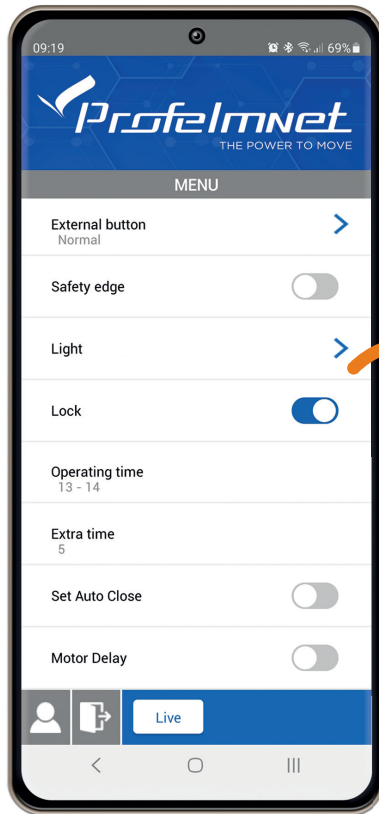 09:19
69%
Profelmnet
THE POWER TO MOVE
MENU
External button
Normal
Safety edge
Light
Lock
Operating time
13 - 14
Extra time
5
Set Auto Close
Motor Delay
Live